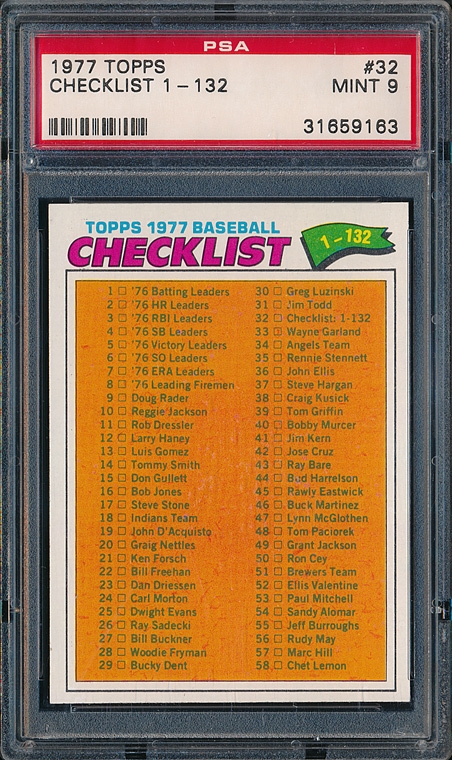 PSA
1977 TOPPS #32
CHECKLIST 1-132 MINT 9
31659163
TOPPS 1977 BASEBALL
CHECKLIST 1-132
1 □ '76 Batting Leaders
2 □ '76 HR Leaders
3 □ '76 RBI Leaders
4 □ '76 SB Leaders
5 □ '76 Victory Leaders
6 □ '76 SO Leaders
7 □ '76 ERA Leaders
8 □ '76 Leading Firemen
9 □ Doug Rader
10 □ Reggie Jackson
11 □ Rob Dressler
12 □ Larry Haney
13 □ Luis Gomez
14 □ Tommy Smith
15 □ Don Gullett
16 □ Bob Jones
17 □ Steve Stone
18 □ Indians Team
19 □ John D'Acquisto
20 □ Graig Nettles
21 □ Ken Forsch
22 □ Bill Freehan
23 □ Dan Driessen
24 □ Carl Morton
25 □ Dwight Evans
26 □ Ray Sadecki
27 □ Bill Buckner
28 □ Woodie Fryman
29 □ Bucky Dent
30 □ Greg Luzinski
31 □ Jim Todd
32 □ Checklist: 1-132
33 □ Wayne Garland
34 □ Angels Team
35 □ Rennie Stennett
36 □ John Ellis
37 □ Steve Hargan
38 □ Craig Kusick
39 □ Tom Griffin
40 □ Bobby Murcer
41 □ Jim Kern
42 □ Jose Cruz
43 □ Ray Bare
44 □ Bud Harrelson
45 □ Rawly Eastwick
46 □ Buck Martinez
47 □ Lynn McGlothen
48 □ Tom Paciorek
49 □ Grant Jackson
50 □ Ron Cey
51 □ Brewers Team
52 □ Ellis Valentine
53 □ Paul Mitchell
54 □ Sandy Alomar
55 □ Jeff Burroughs
56 □ Rudy May
57 □ Marc Hill
58 □ Chet Lemon